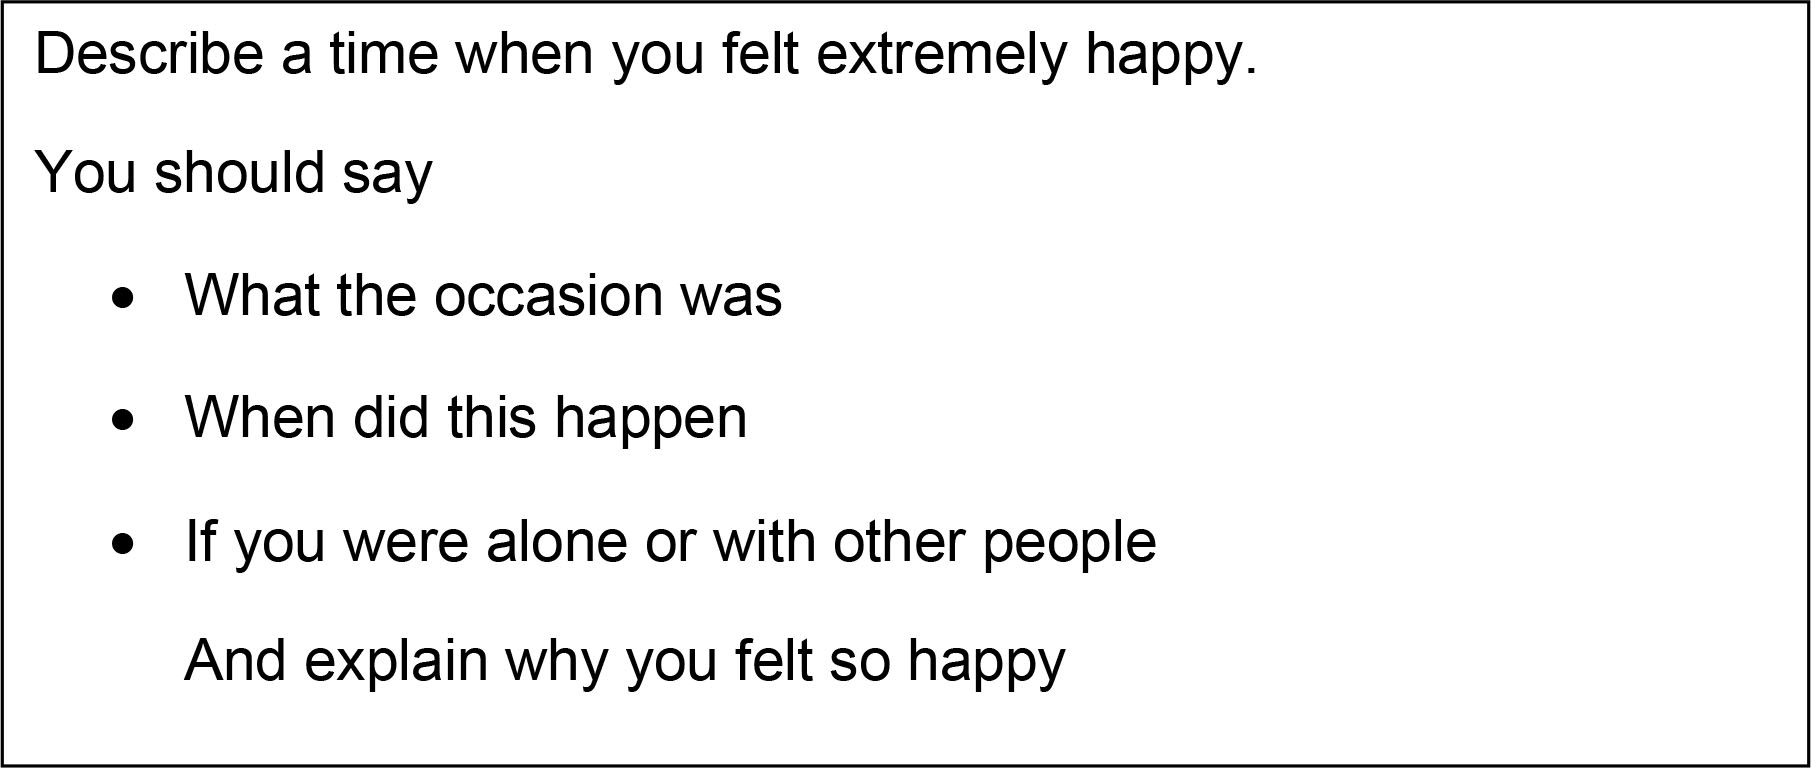 Describe a time when you felt extremely happy.
You should say
• What the occasion was
• When did this happen
• If you were alone or with other people
And explain why you felt so happy